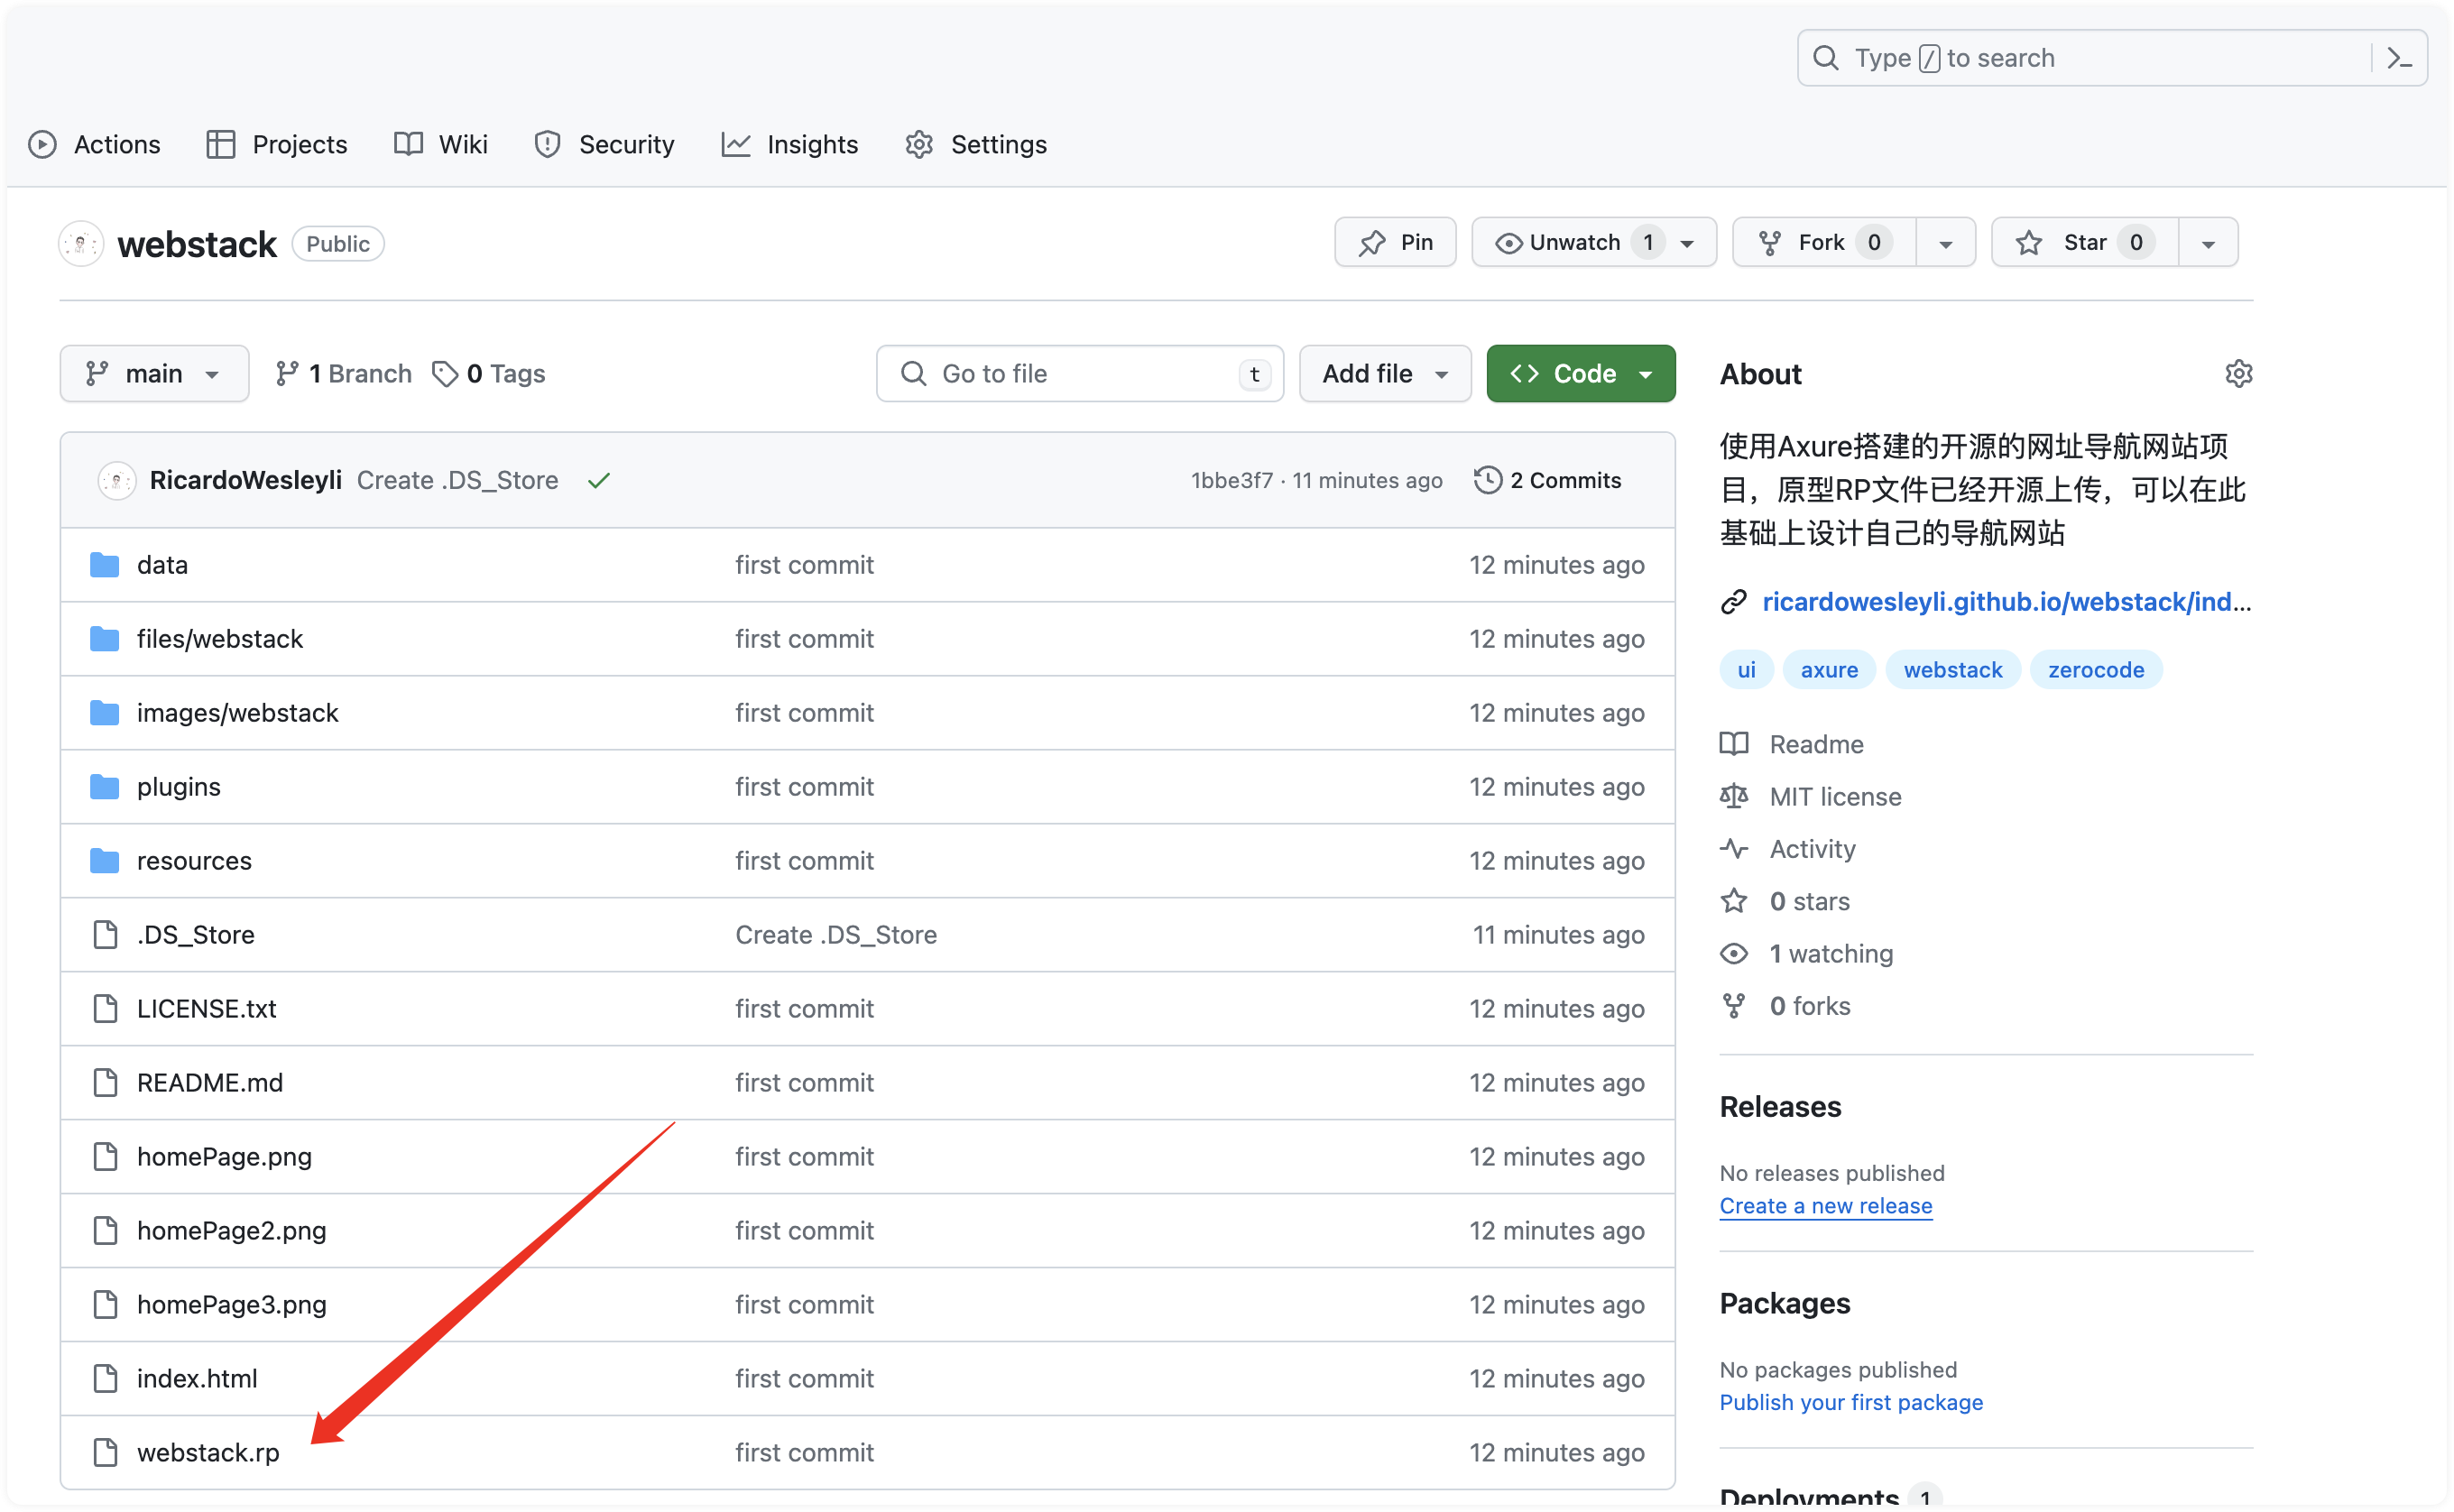 Type / to search
Actions Projects Wiki Security Insights Settings
webstack Public
Pin Unwatch 1 Fork 0 Star 0
main 1 Branch 0 Tags Go to file t Add file Code
RicardoWesleyli Create .DS_Store 1bbe3f7 · 11 minutes ago 2 Commits
data first commit 12 minutes ago
files/webstack first commit 12 minutes ago
images/webstack first commit 12 minutes ago
plugins first commit 12 minutes ago
resources first commit 12 minutes ago
.DS_Store Create .DS_Store 11 minutes ago
LICENSE.txt first commit 12 minutes ago
README.md first commit 12 minutes ago
homePage.png first commit 12 minutes ago
homePage2.png first commit 12 minutes ago
homePage3.png first commit 12 minutes ago
index.html first commit 12 minutes ago
webstack.rp first commit 12 minutes ago
About
使用Axure搭建的开源的网址导航网站项
目，原型RP文件已经开源上传，可以在此
基础上设计自己的导航网站
ricardowesleyli.github.io/webstack/ind...
ui axure webstack zerocode
Readme
MIT license
Activity
0 stars
1 watching
0 forks
Releases
No releases published
Create a new release
Packages
No packages published
Publish your first package
Deployments 1